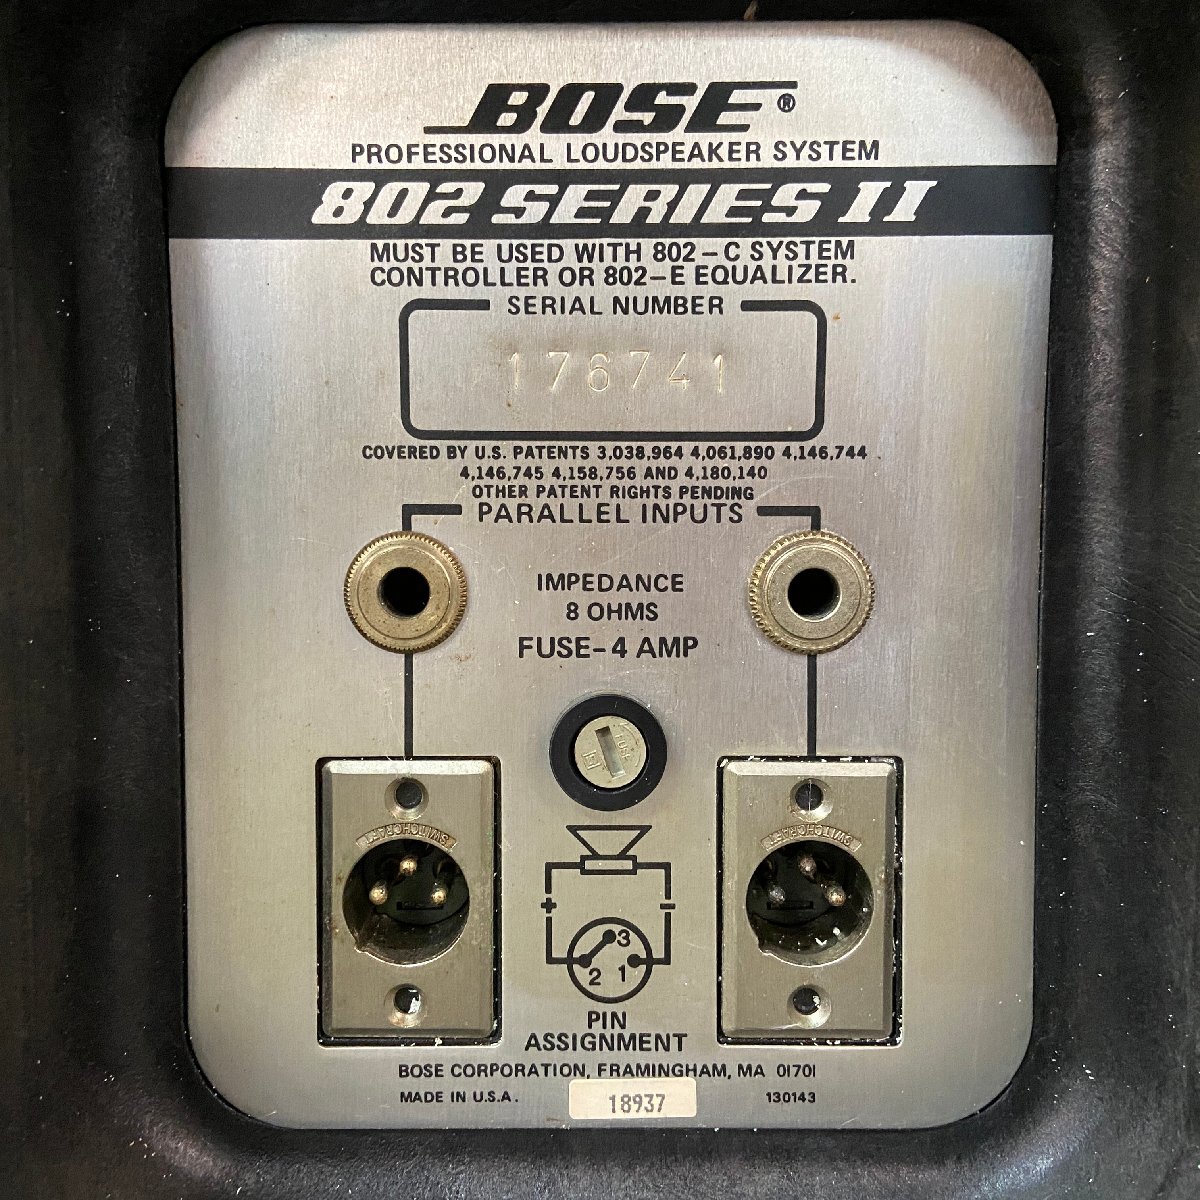 BOSE®
PROFESSIONAL LOUDSPEAKER SYSTEM
802 SERIES II
MUST BE USED WITH 802-C SYSTEM
CONTROLLER OR 802-E EQUALIZER.
SERIAL NUMBER
176741
COVERED BY U.S. PATENTS 3,038,964 4,061,890 4,146,744
4,146,745 4,158,756 AND 4,180,140
OTHER PATENT RIGHTS PENDING
PARALLEL INPUTS
IMPEDANCE
8 OHMS
FUSE-4 AMP
FUSE
SWITCHCRAFT
SWITCHCRAFT
+ -
3
2 1
PIN
ASSIGNMENT
BOSE CORPORATION, FRAMINGHAM, MA 01701
MADE IN U.S.A. 18937 130143